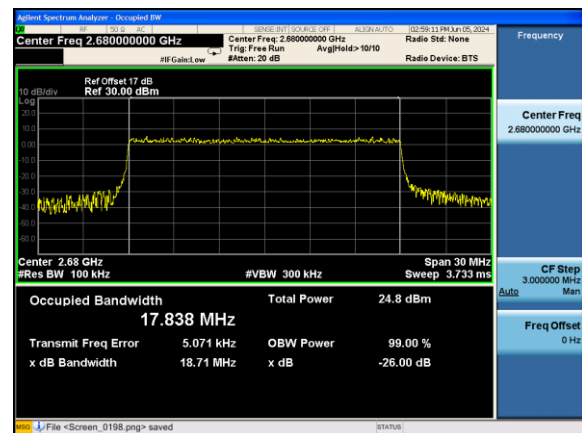 Agilent Spectrum Analyzer - Occupied BW
RF 50 Ω AC SENSE:INT SOURCE OFF ALIGN AUTO 02:59:11 PM Jun 05, 2024
Center Freq 2.680000000 GHz
Center Freq: 2.680000000 GHz
Radio Std: None
Trig: Free Run Avg|Hold>10/10
#IFGain:Low #Atten: 20 dB Radio Device: BTS
Ref Offset 17 dB
10 dB/div Ref 30.00 dBm
Log
20.0
10.0
0.00
-10.0
-20.0
-30.0
-40.0
-50.0
-60.0
Center 2.68 GHz Span 30 MHz
#Res BW 100 kHz #VBW 300 kHz Sweep 3.733 ms
Occupied Bandwidth Total Power 24.8 dBm
17.838 MHz
Transmit Freq Error 5.071 kHz OBW Power 99.00 %
x dB Bandwidth 18.71 MHz x dB -26.00 dB
MSG File <Screen_0198.png> saved STATUS
Frequency
Center Freq
2.680000000 GHz
CF Step
3.000000 MHz
Auto Man
Freq Offset
0 Hz